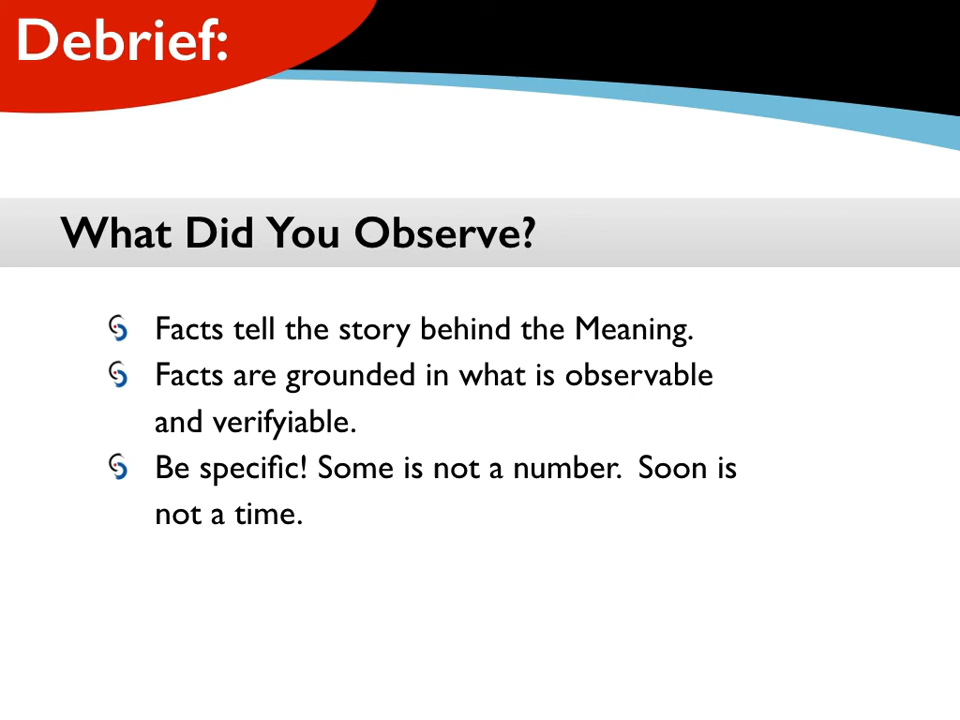 Debrief:
What Did You Observe?
Facts tell the story behind the Meaning.
Facts are grounded in what is observable
and verifyiable.
Be specific! Some is not a number.  Soon is
not a time.